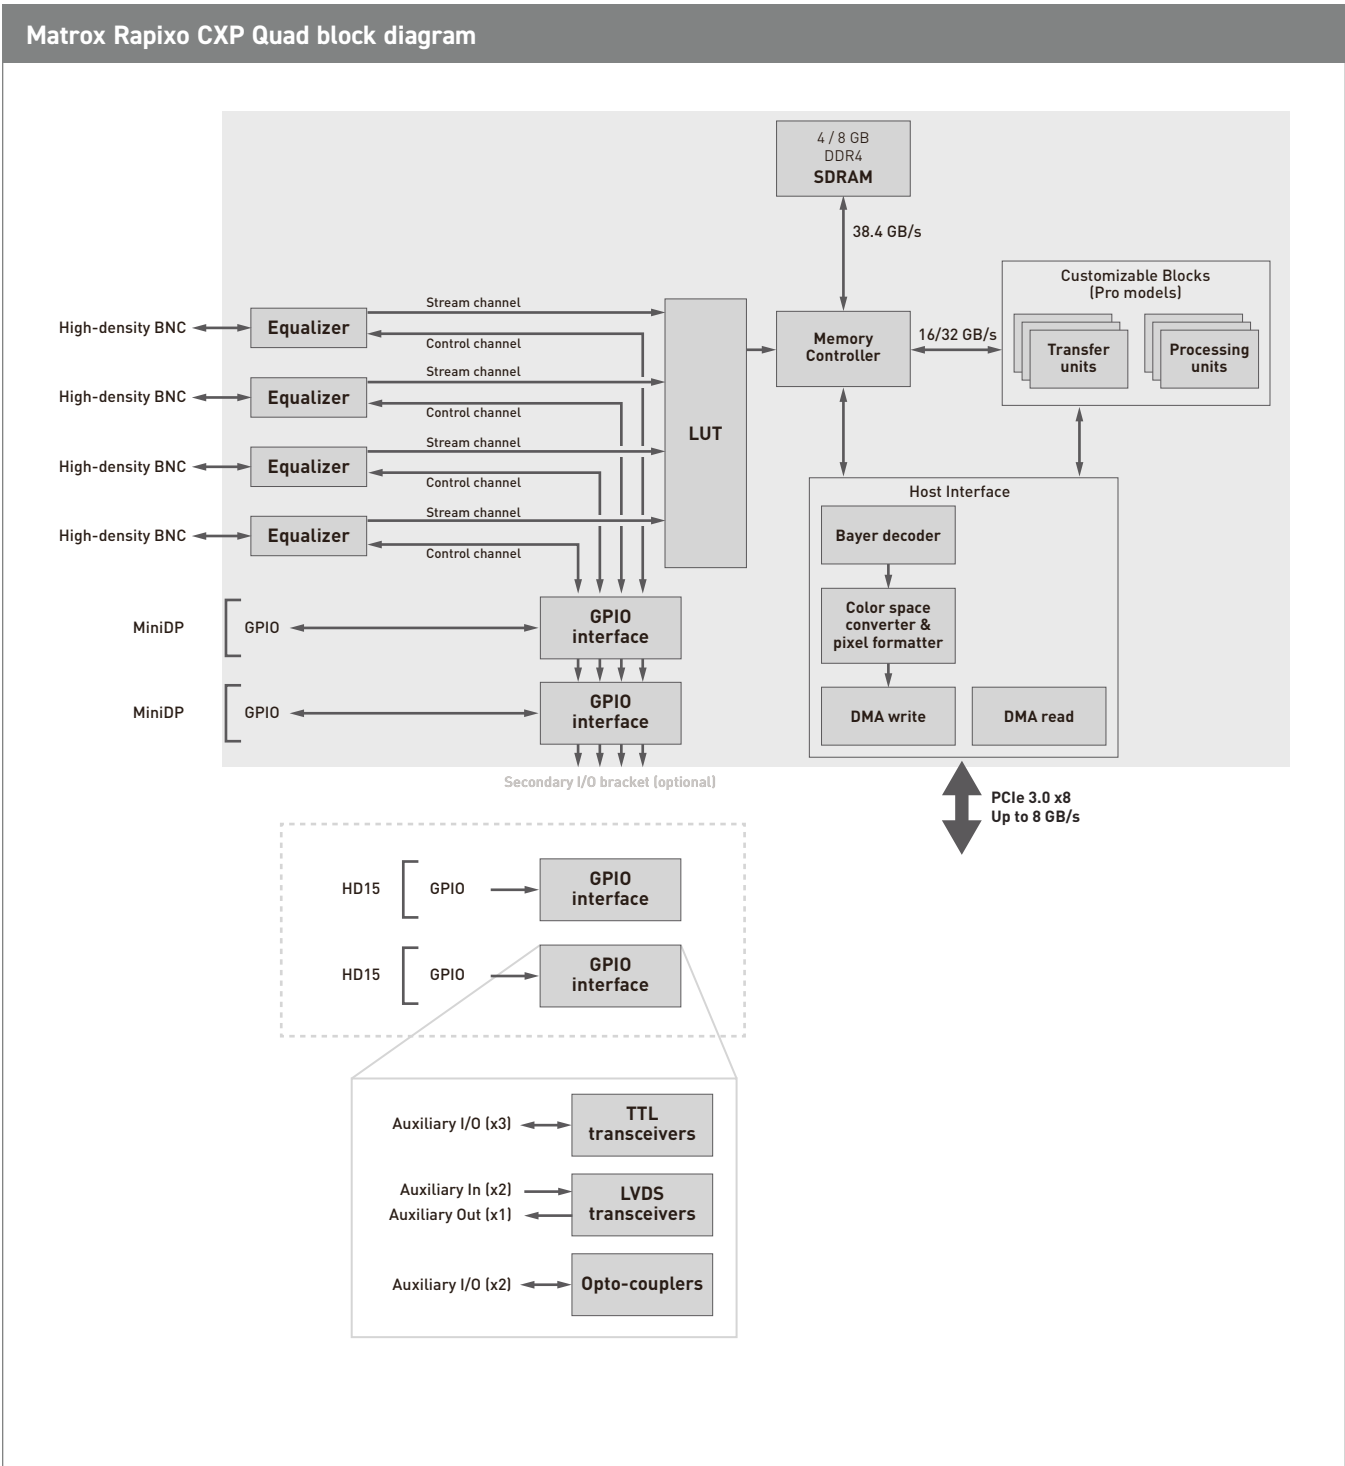 Matrox Rapixo CXP Quad block diagram
4 / 8 GB
DDR4
SDRAM
38.4 GB/s
Customizable Blocks
(Pro models)
Transfer
units
Processing
units
16/32 GB/s
Memory
Controller
LUT
High-density BNC
Equalizer
Stream channel
Control channel
High-density BNC
Equalizer
Stream channel
Control channel
High-density BNC
Equalizer
Stream channel
Control channel
High-density BNC
Equalizer
Stream channel
Control channel
Host Interface
Bayer decoder
Color space
converter &
pixel formatter
DMA write
DMA read
MiniDP
GPIO
GPIO
interface
MiniDP
GPIO
GPIO
interface
Secondary I/O bracket (optional)
PCIe 3.0 x8
Up to 8 GB/s
HD15
GPIO
GPIO
interface
HD15
GPIO
GPIO
interface
Auxiliary I/O (x3)
TTL
transceivers
Auxiliary In (x2)
Auxiliary Out (x1)
LVDS
transceivers
Auxiliary I/O (x2)
Opto-couplers